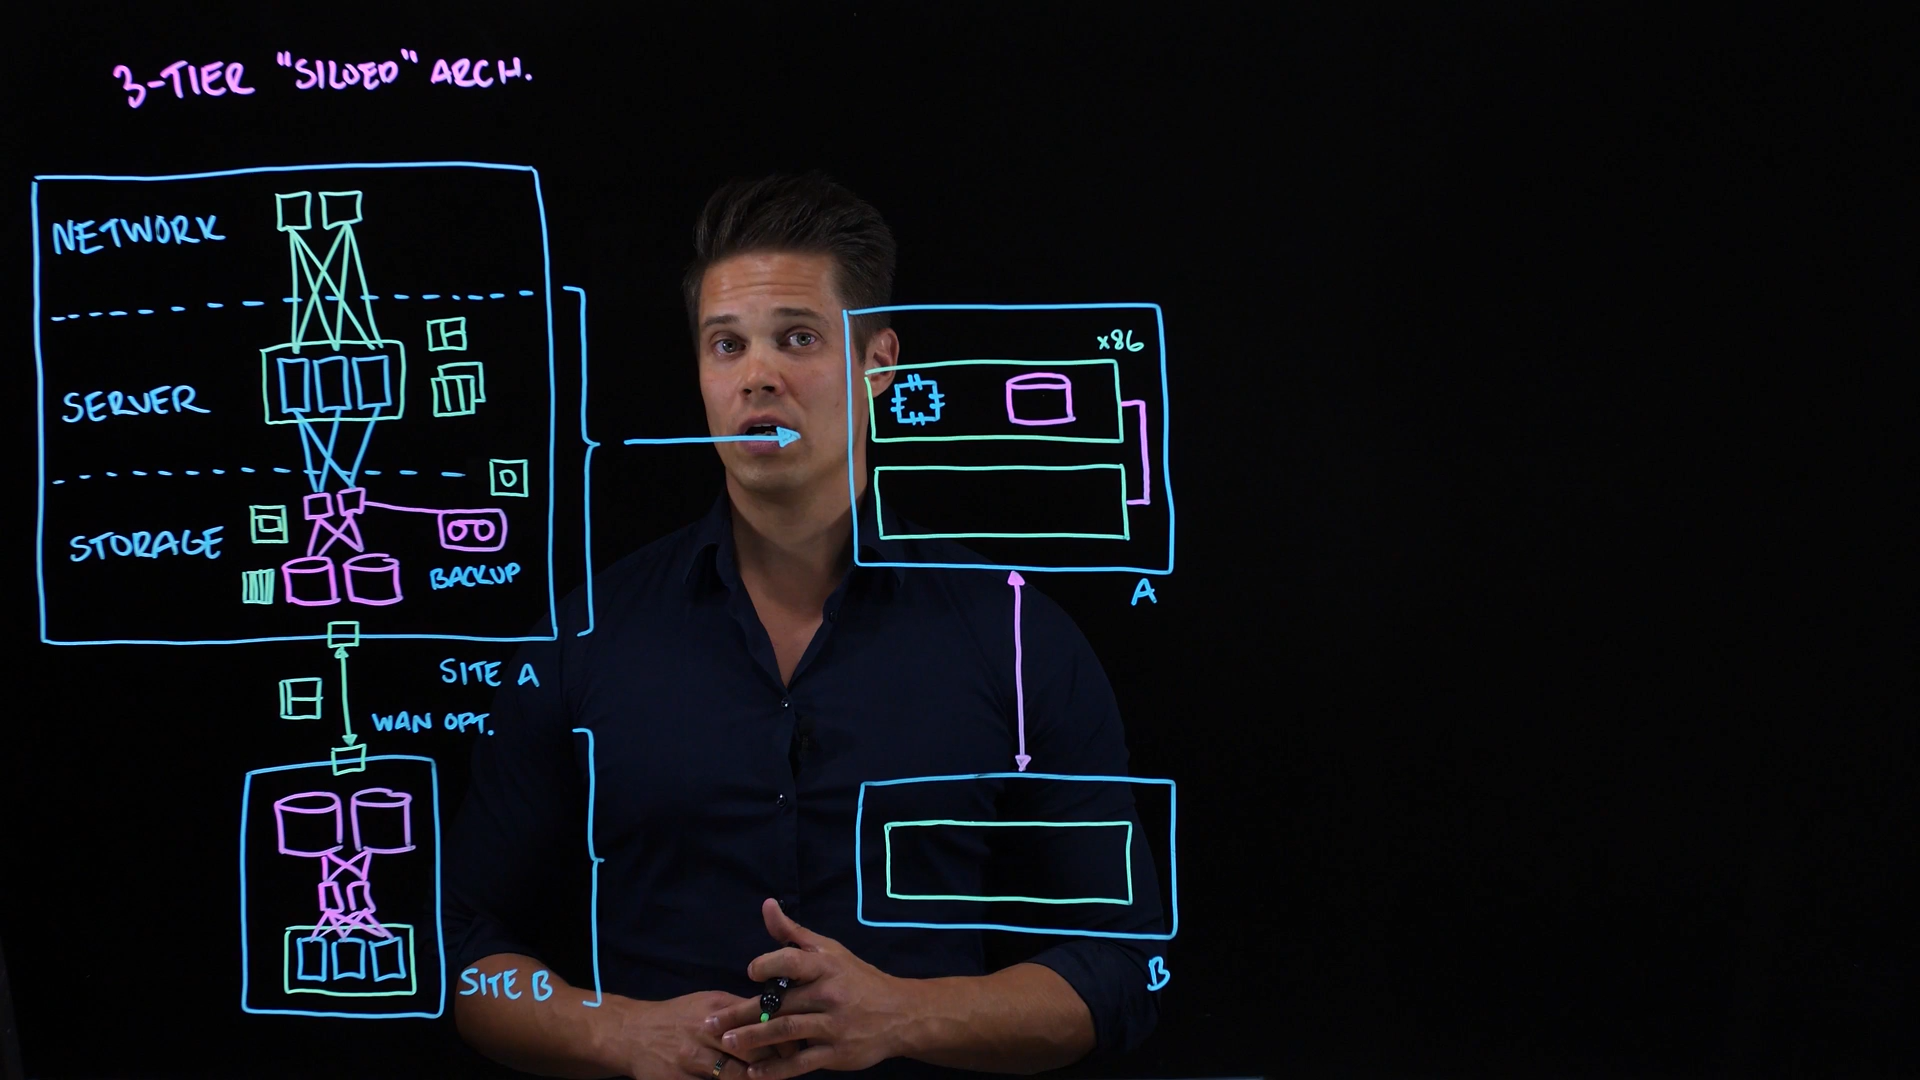 3-TIER "SILOED" ARCH.
NETWORK
SERVER
STORAGE
BACKUP
SITE A
WAN OPT.
SITE B
x86
A
B